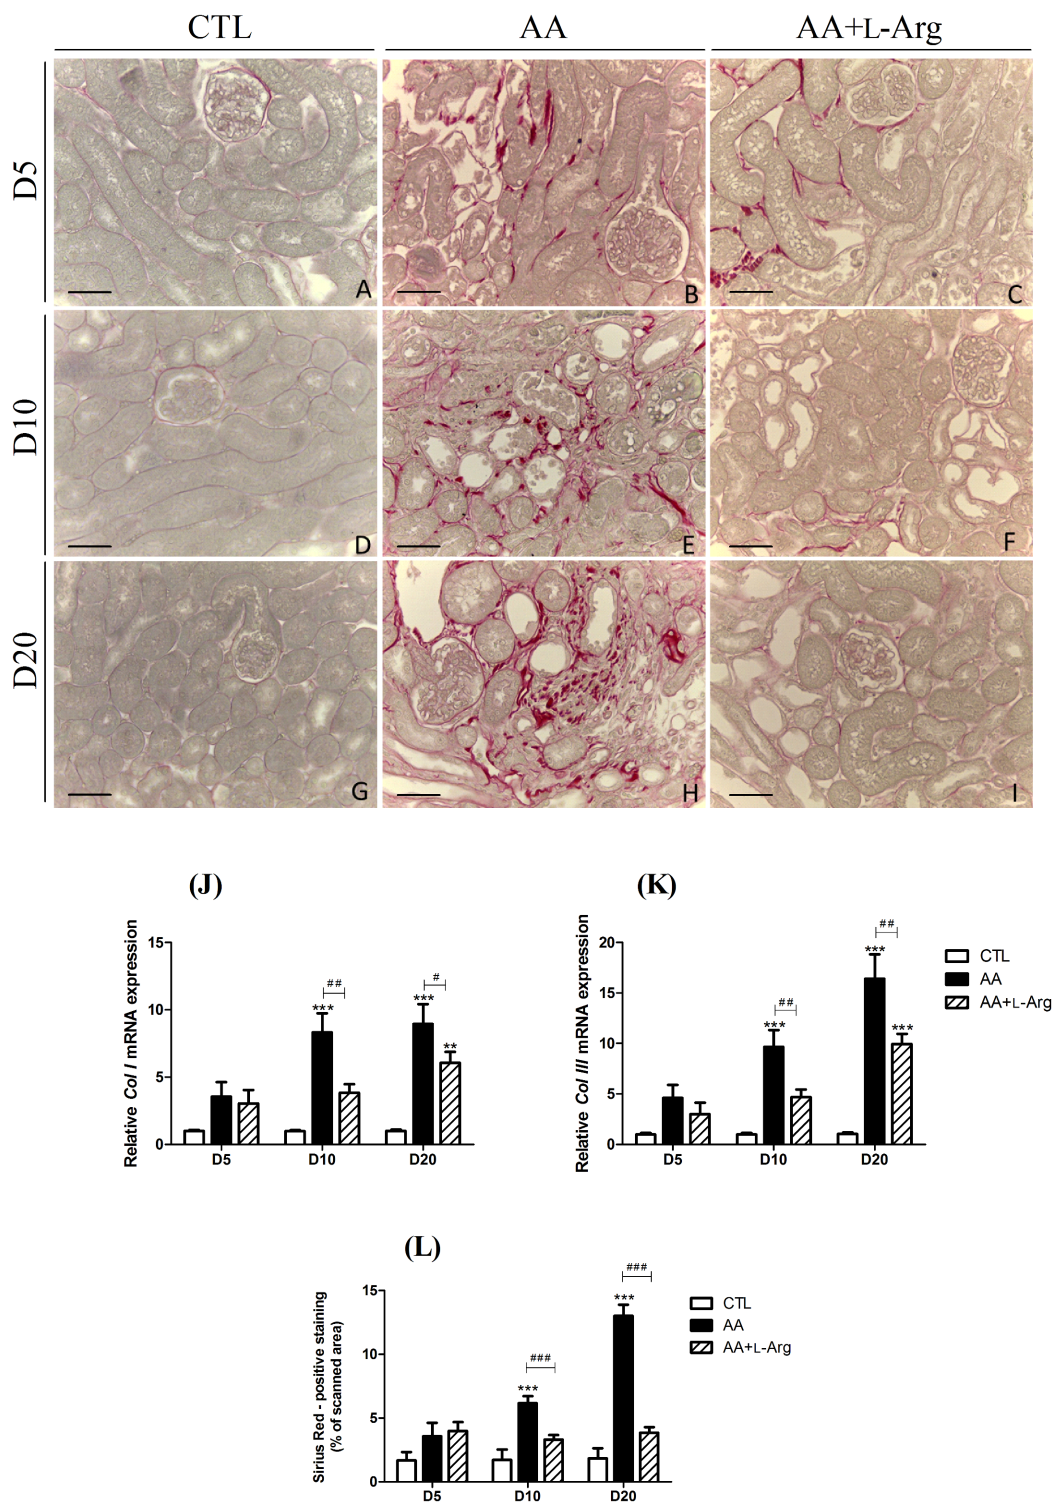 CTL AA AA+L-Arg
D5
A B C
D10
D E F
D20
G H I
(J)
Relative Col I mRNA expression
15
10
5
0
*** ## *** # **
D5 D10 D20
(K)
Relative Col III mRNA expression
20
15
10
5
0
*** ## *** ## ***
D5 D10 D20
CTL
AA
AA+L-Arg
(L)
Sirius Red - positive staining
(% of scanned area)
15
10
5
0
*** ### *** ###
D5 D10 D20
CTL
AA
AA+L-Arg